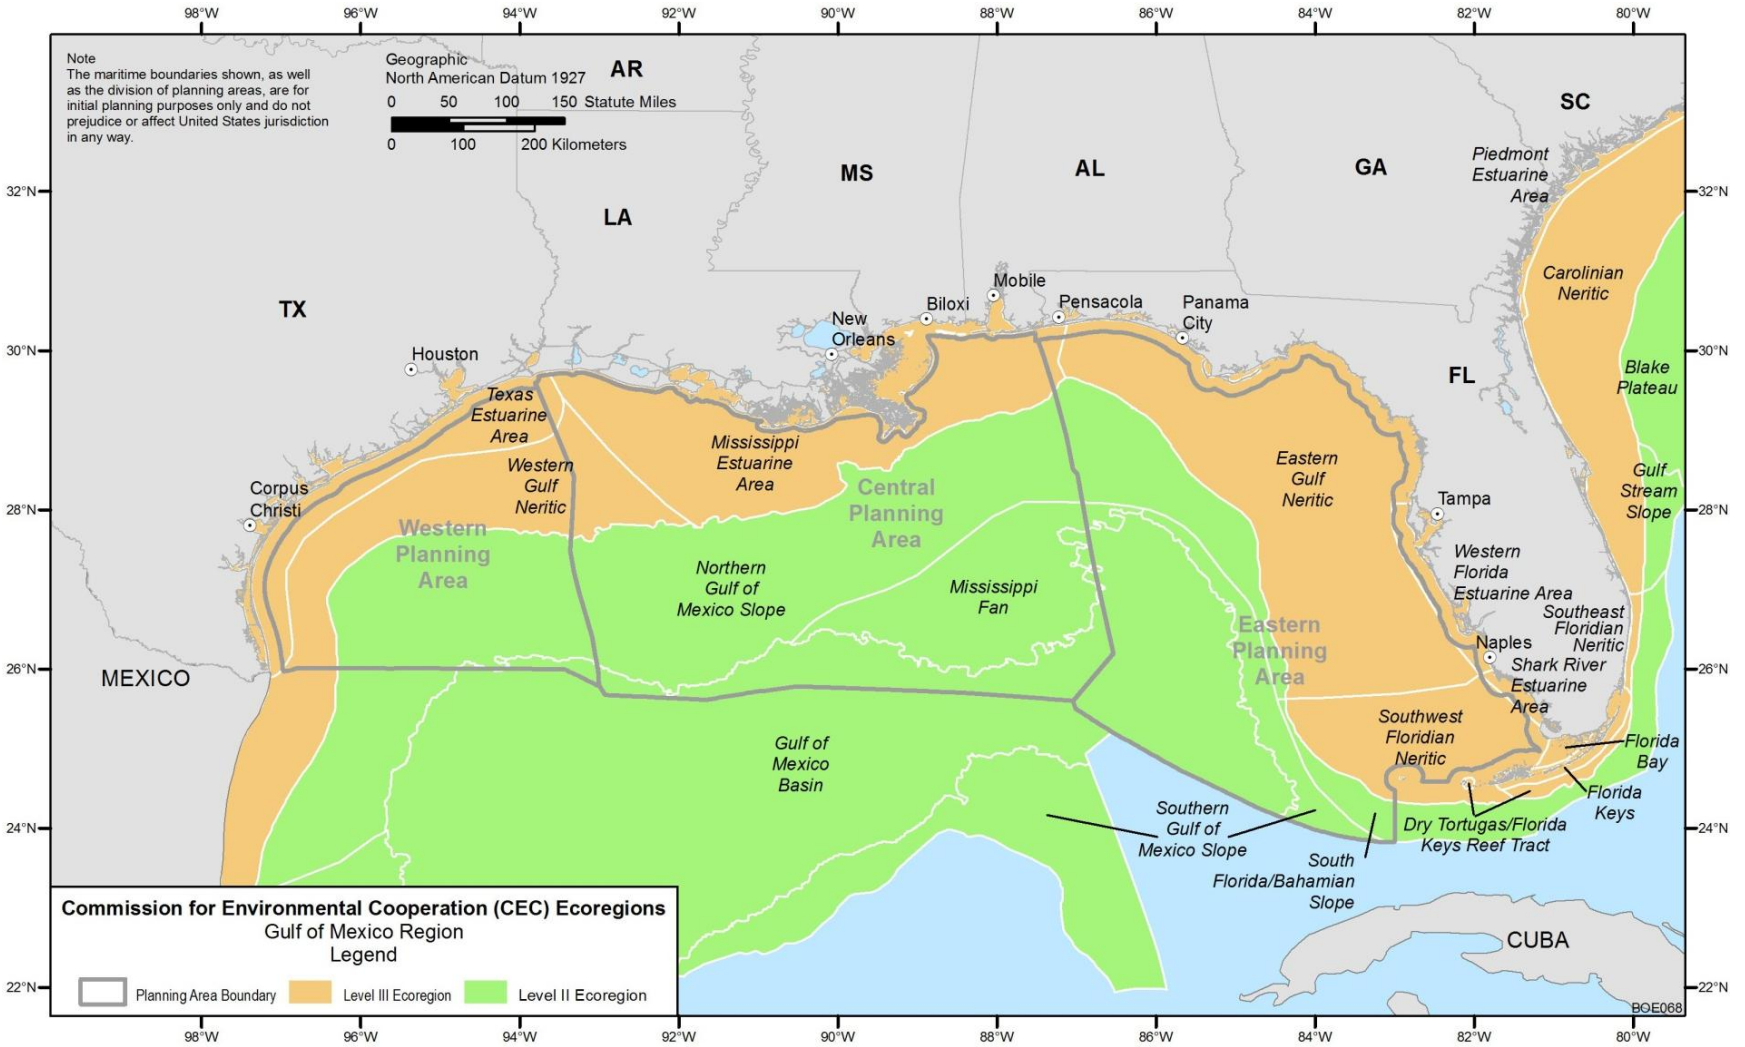 98°W 96°W 94°W 92°W 90°W 88°W 86°W 84°W 82°W 80°W
Note
The maritime boundaries shown, as well
as the division of planning areas, are for
initial planning purposes only and do not
prejudice or affect United States jurisdiction
in any way.
Geographic
North American Datum 1927
0 50 100 150 Statute Miles
0 100 200 Kilometers
AR
SC
MS
AL
GA
LA
TX
FL
Piedmont
Estuarine
Area
32°N
32°N
Carolinian
Neritic
Mobile
Biloxi
Pensacola
Panama
City
New
Orleans
Houston
30°N
30°N
Blake
Plateau
Texas
Estuarine
Area
Mississippi
Estuarine
Area
Western
Gulf
Neritic
Eastern
Gulf
Neritic
Gulf
Stream
Slope
Corpus
Christi
Central
Planning
Area
Tampa
28°N
28°N
Western
Planning
Area
Northern
Gulf of
Mexico Slope
Mississippi
Fan
Western
Florida
Estuarine Area
Southeast
Floridian
Neritic
Eastern
Planning
Area
Naples
Shark River
Estuarine
Area
MEXICO
26°N
26°N
Southwest
Floridian
Neritic
Gulf of
Mexico
Basin
Florida
Bay
Florida
Keys
Southern
Gulf of
Mexico Slope
Dry Tortugas/Florida
Keys Reef Tract
24°N
24°N
South
Florida/Bahamian
Slope
CUBA
Commission for Environmental Cooperation (CEC) Ecoregions
Gulf of Mexico Region
Legend
Planning Area Boundary
Level III Ecoregion
Level II Ecoregion
22°N
22°N
BOE068
98°W 96°W 94°W 92°W 90°W 88°W 86°W 84°W 82°W 80°W